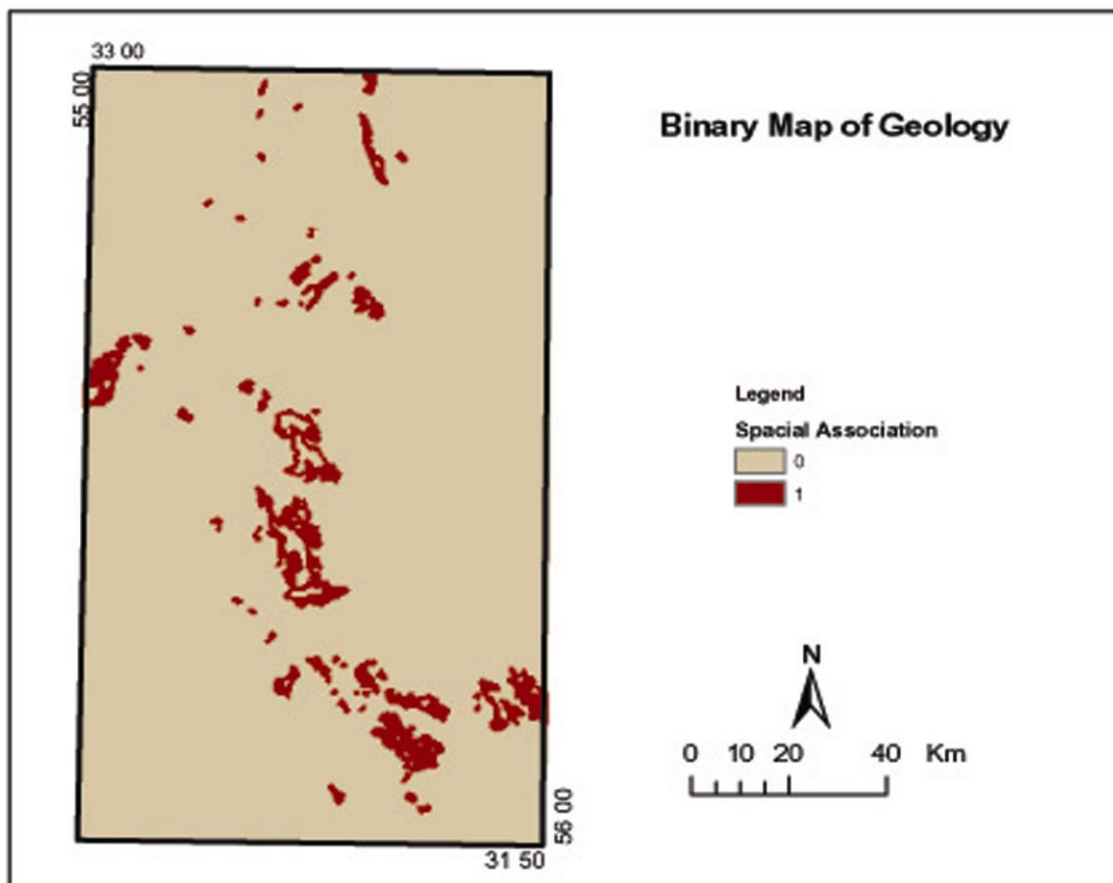 33 00
55 00
Binary Map of Geology
Legend
Spacial Association
0
1
N
0 10 20 40 Km
56 00
31 50